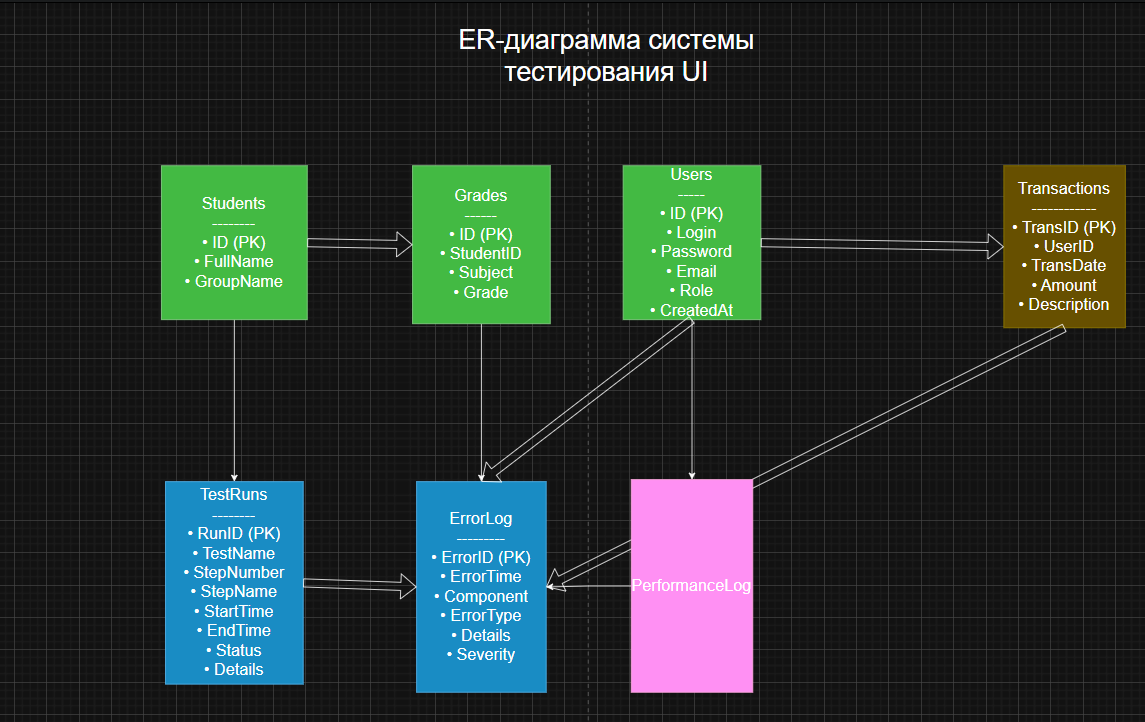 ER-диаграмма системы
тестирования UI
Students
--------
• ID (PK)
• FullName
• GroupName
Grades
------
• ID (PK)
• StudentID
• Subject
• Grade
Users
-----
• ID (PK)
• Login
• Password
• Email
• Role
• CreatedAt
Transactions
------------
• TransID (PK)
• UserID
• TransDate
• Amount
• Description
TestRuns
--------
• RunID (PK)
• TestName
• StepNumber
• StepName
• StartTime
• EndTime
• Status
• Details
ErrorLog
---------
• ErrorID (PK)
• ErrorTime
• Component
• ErrorType
• Details
• Severity
PerformanceLog